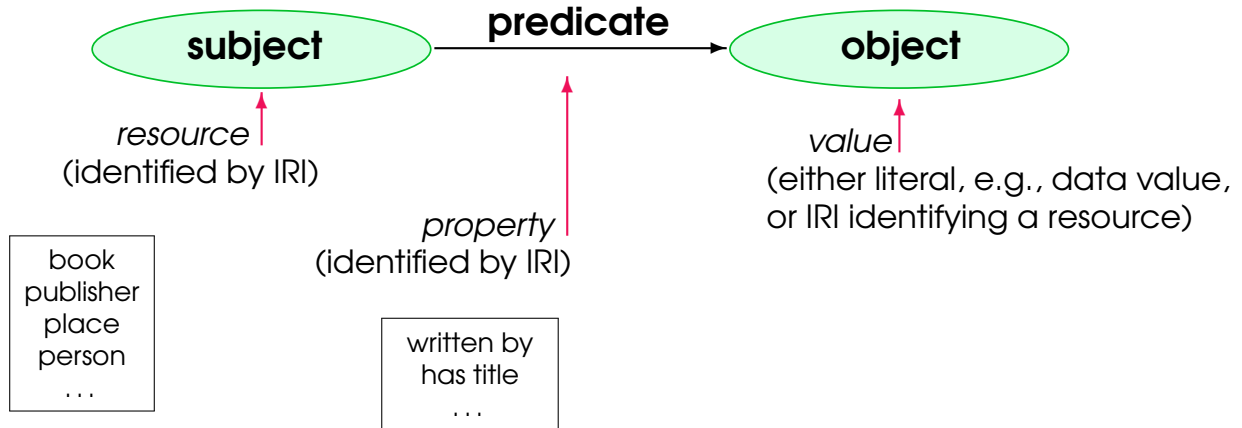 subject
predicate
object
resource
(identified by IRI)
value
(either literal, e.g., data value,
or IRI identifying a resource)
property
(identified by IRI)
book
publisher
place
person
...
written by
has title
...